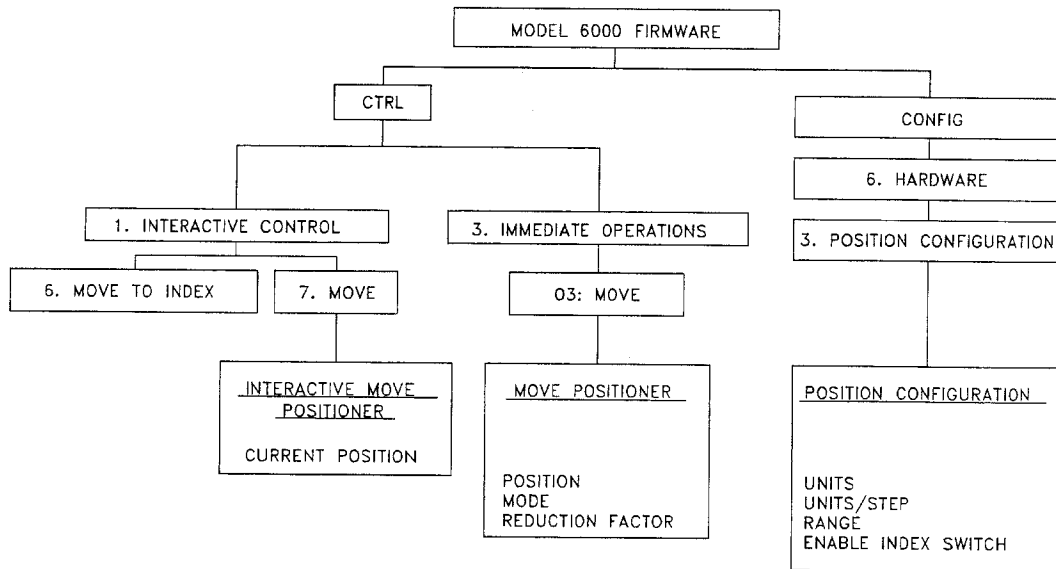 MODEL 6000 FIRMWARE
CTRL
CONFIG
6. HARDWARE
1. INTERACTIVE CONTROL
3. IMMEDIATE OPERATIONS
3. POSITION CONFIGURATION
6. MOVE TO INDEX
7. MOVE
03: MOVE
INTERACTIVE MOVE
POSITIONER
CURRENT POSITION
MOVE POSITIONER
POSITION
MODE
REDUCTION FACTOR
POSITION CONFIGURATION
UNITS
UNITS/STEP
RANGE
ENABLE INDEX SWITCH